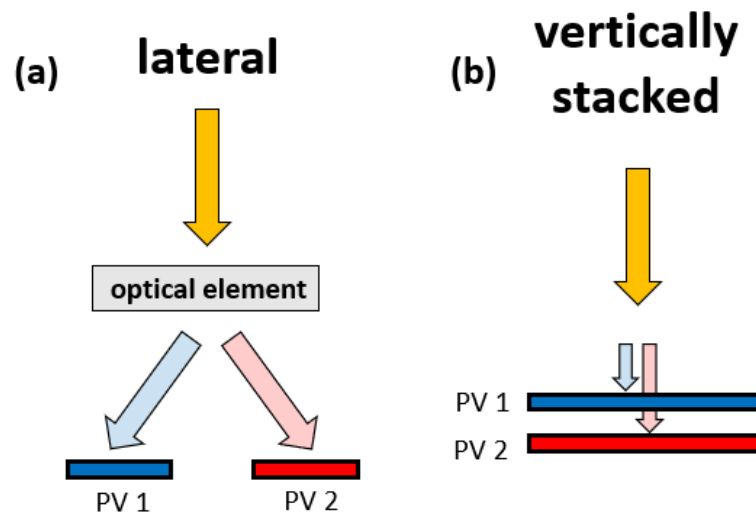 (a)
lateral
optical element
PV 1
PV 2
(b)
vertically
stacked
PV 1
PV 2